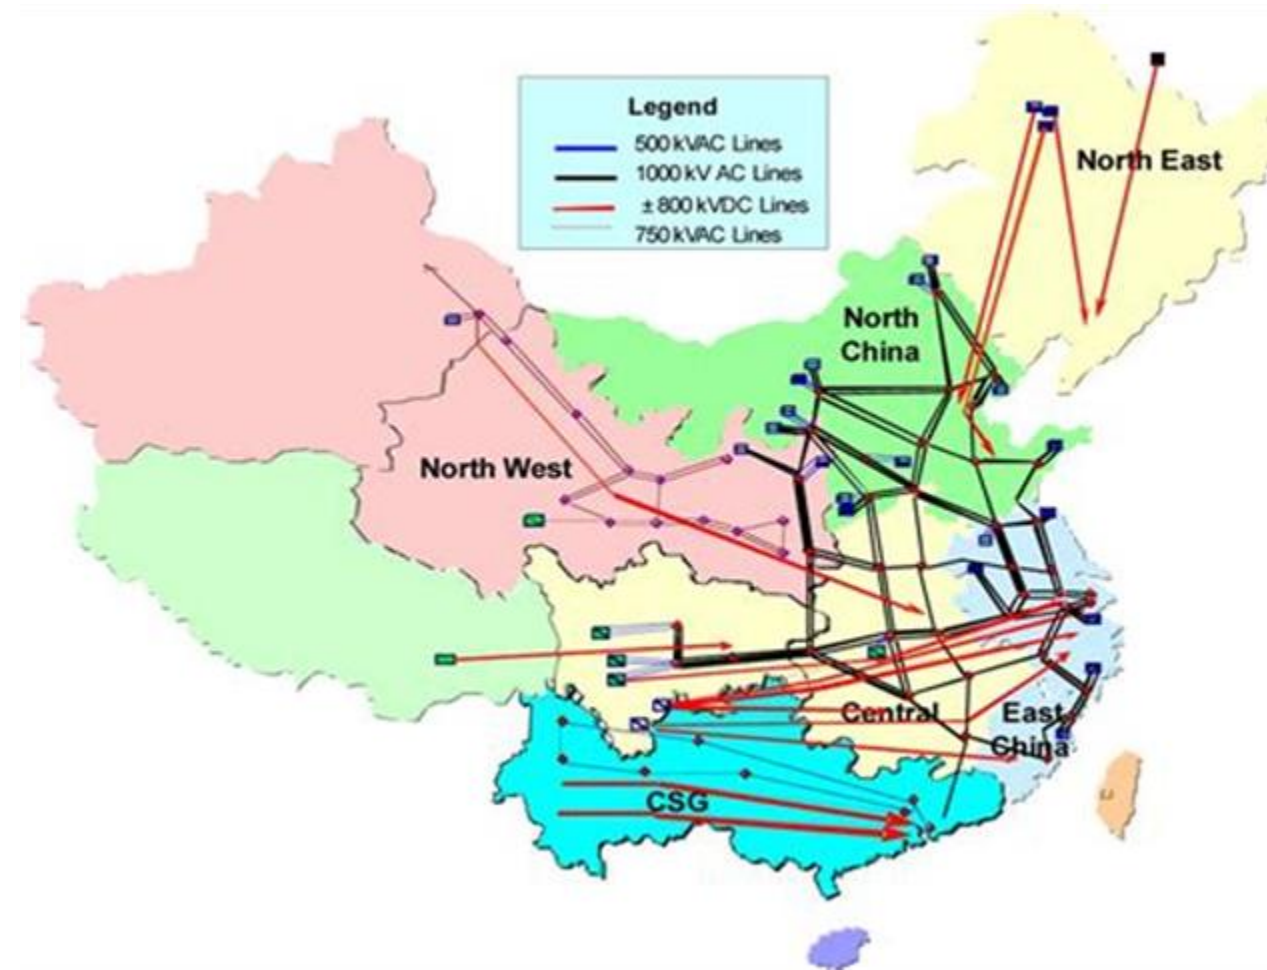 Legend
500 kVAC Lines
1000 kV AC Lines
± 800 kVDC Lines
750 kVAC Lines
North East
North
China
North West
Central
East
China
CSG